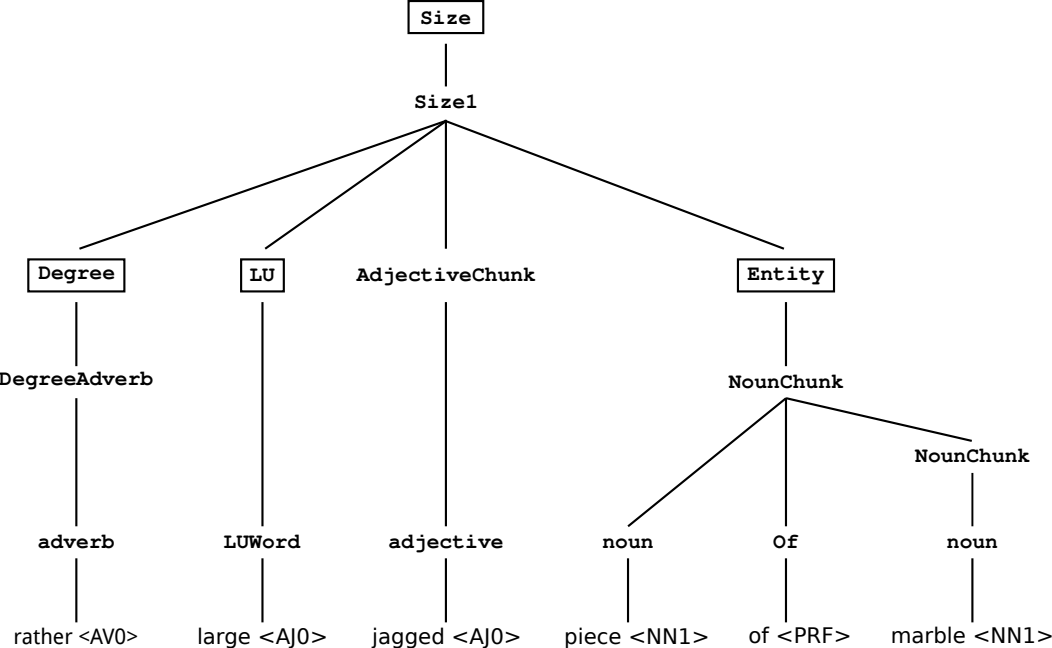 Size
Size1
Degree LU AdjectiveChunk Entity
DegreeAdverb NounChunk
NounChunk
adverb LUWord adjective noun Of noun
rather <AV0> large <AJ0> jagged <AJ0> piece <NN1> of <PRF> marble <NN1>